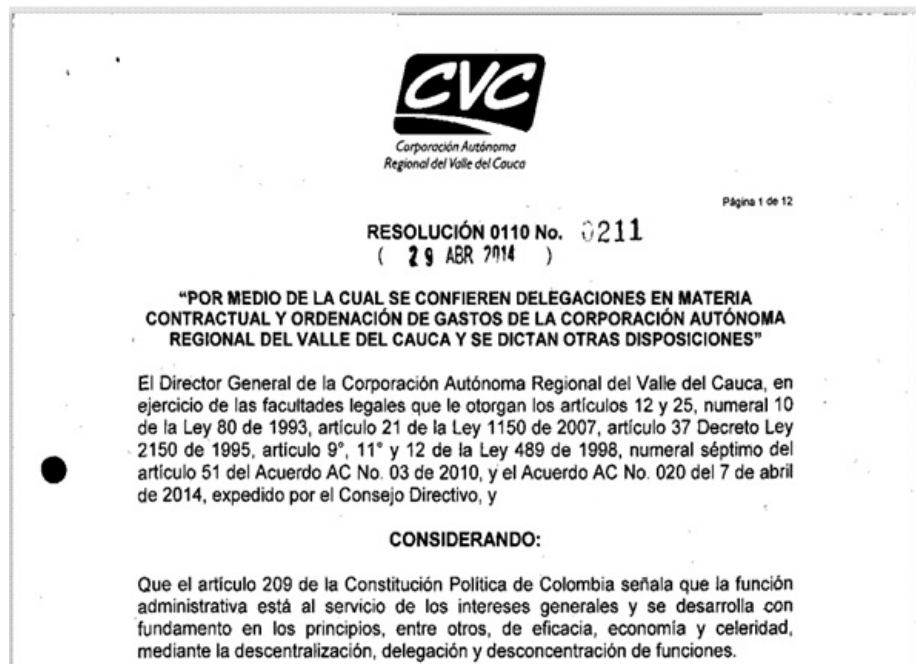 CVC
Corporación Autónoma
Regional del Valle del Cauca
Página 1 de 12
RESOLUCIÓN 0110 No. 0211
( 29 ABR 2014 )
“POR MEDIO DE LA CUAL SE CONFIEREN DELEGACIONES EN MATERIA
CONTRACTUAL Y ORDENACIÓN DE GASTOS DE LA CORPORACIÓN AUTÓNOMA
REGIONAL DEL VALLE DEL CAUCA Y SE DICTAN OTRAS DISPOSICIONES”
El Director General de la Corporación Autónoma Regional del Valle del Cauca, en
ejercicio de las facultades legales que le otorgan los artículos 12 y 25, numeral 10
de la Ley 80 de 1993, artículo 21 de la Ley 1150 de 2007, artículo 37 Decreto Ley
2150 de 1995, artículo 9°, 11° y 12 de la Ley 489 de 1998, numeral séptimo del
artículo 51 del Acuerdo AC No. 03 de 2010, y el Acuerdo AC No. 020 del 7 de abril
de 2014, expedido por el Consejo Directivo, y
CONSIDERANDO:
Que el artículo 209 de la Constitución Política de Colombia señala que la función
administrativa está al servicio de los intereses generales y se desarrolla con
fundamento en los principios, entre otros, de eficacia, economía y celeridad,
mediante la descentralización, delegación y desconcentración de funciones.